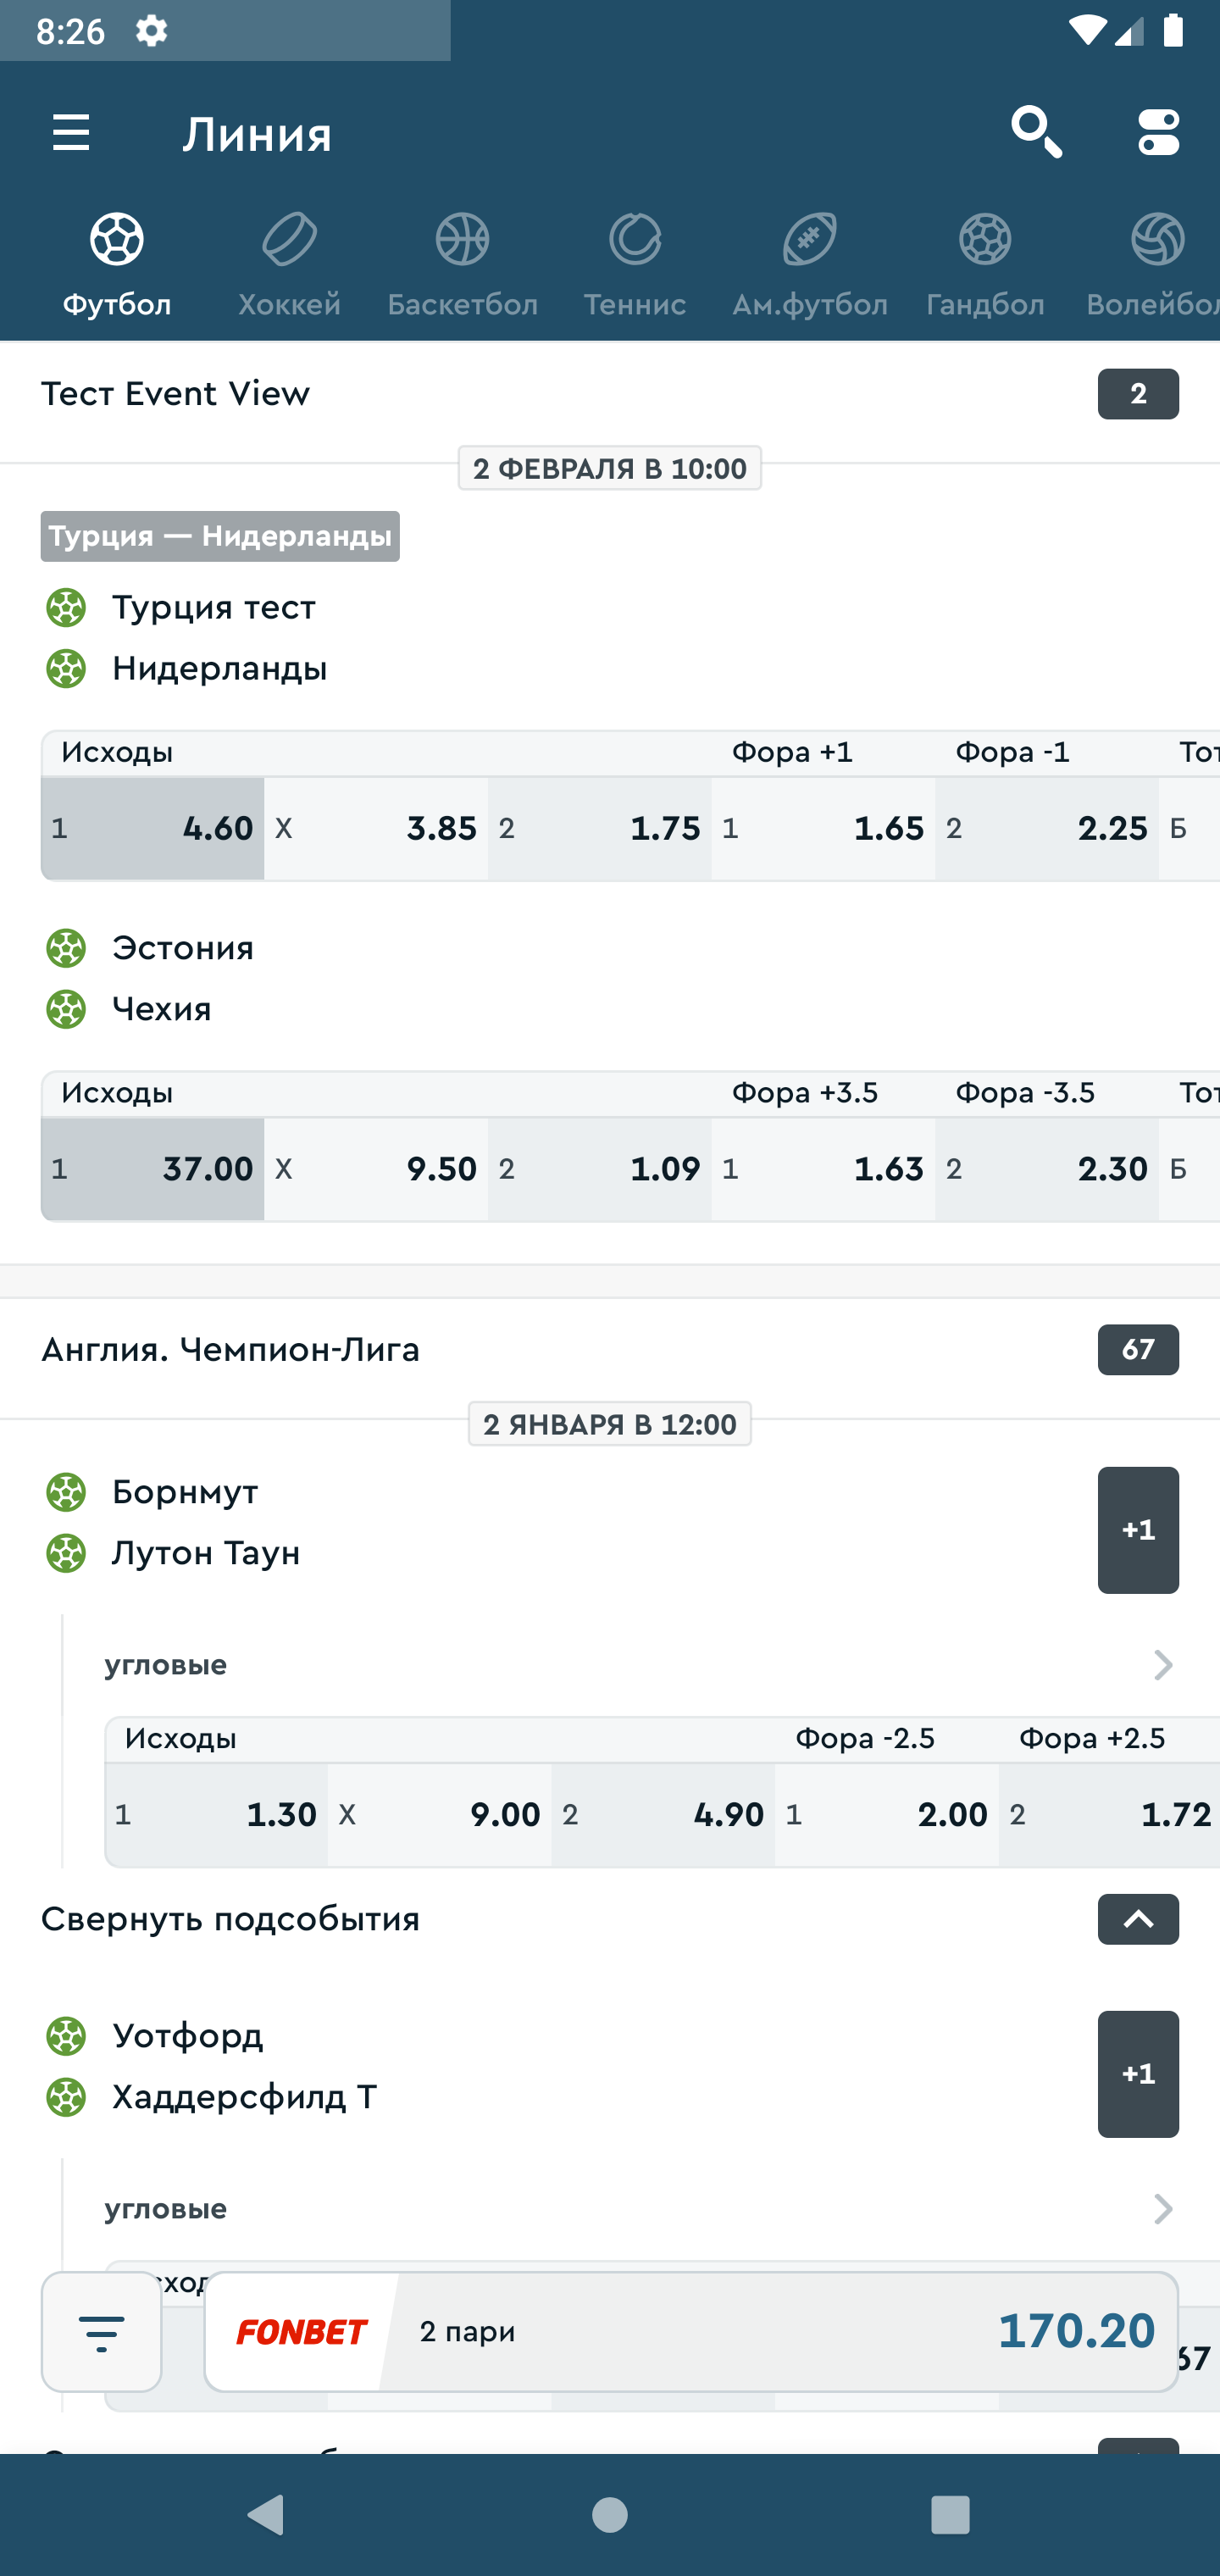 8:26
Линия
Футбол Хоккей Баскетбол Теннис Ам.футбол Гандбол Волейбол
Тест Event View 2
2 ФЕВРАЛЯ В 10:00
Турция — Нидерланды
Турция тест
Нидерланды
Исходы Фора +1 Фора -1 Тот
1 4.60 X 3.85 2 1.75 1 1.65 2 2.25 Б
Эстония
Чехия
Исходы Фора +3.5 Фора -3.5 Тот
1 37.00 X 9.50 2 1.09 1 1.63 2 2.30 Б
Англия. Чемпион-Лига 67
2 ЯНВАРЯ В 12:00
Борнмут
+1
Лутон Таун
угловые
Исходы Фора -2.5 Фора +2.5
1 1.30 X 9.00 2 4.90 1 2.00 2 1.72
Свернуть подсобытия
Уотфорд
+1
Хаддерсфилд Т
угловые
FONBET 2 пари 170.20